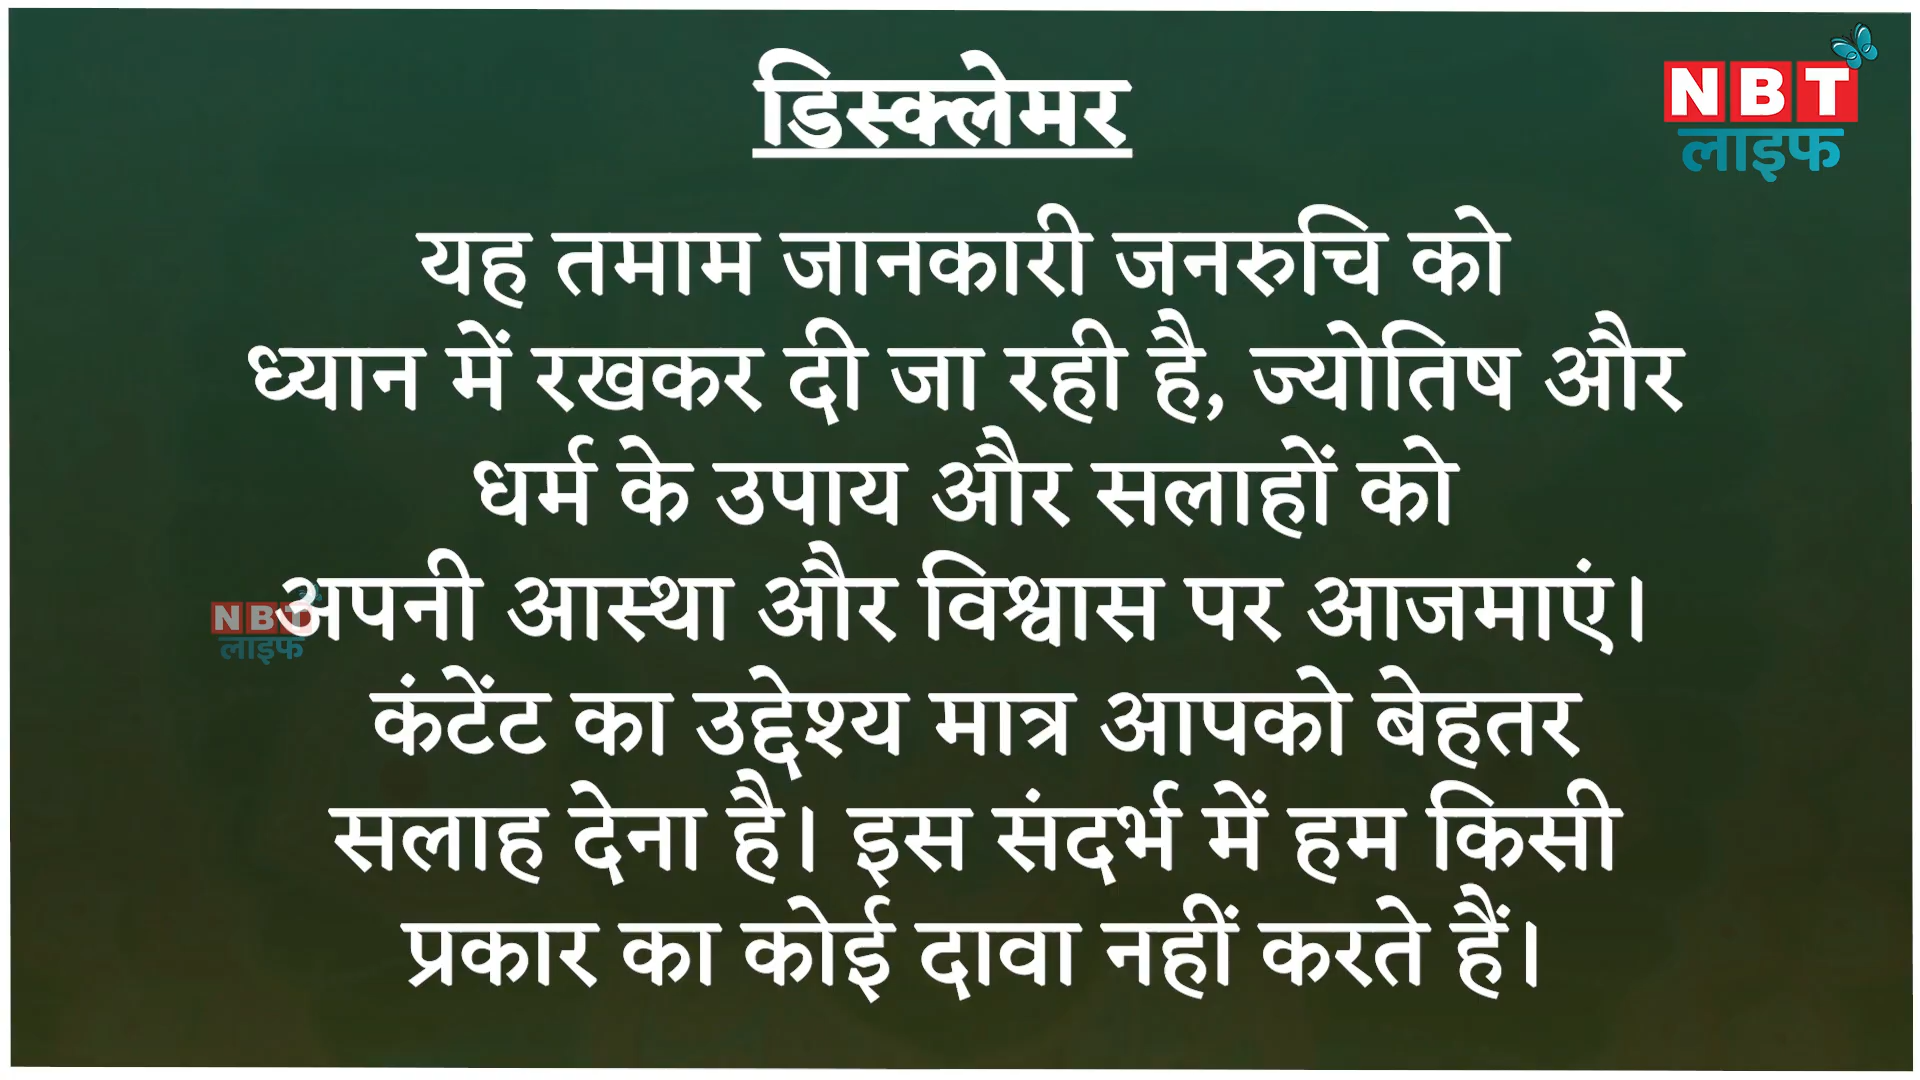 डिस्क्लेमर
NBT
लाइफ
यह तमाम जानकारी जनरुचि को
ध्यान में रखकर दी जा रही है, ज्योतिष और
धर्म के उपाय और सलाहों को
अपनी आस्था और विश्वास पर आजमाएं।
NBT
लाइफ
कंटेंट का उद्देश्य मात्र आपको बेहतर
सलाह देना है। इस संदर्भ में हम किसी
प्रकार का कोई दावा नहीं करते हैं।